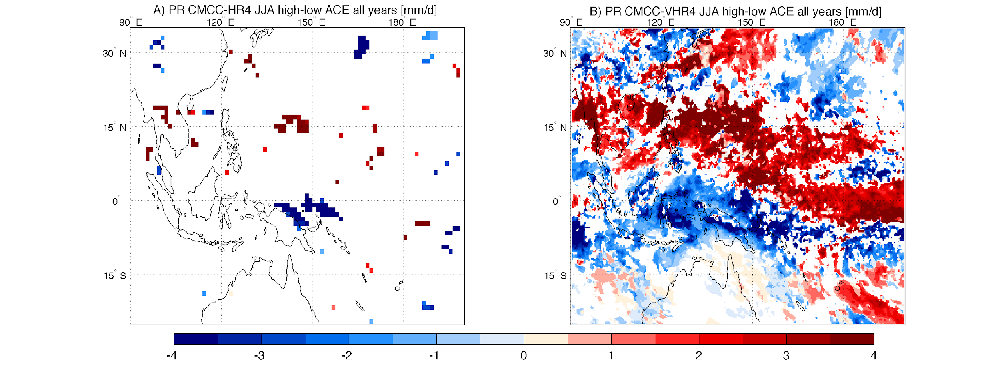 A) PR CMCC-HR4 JJA high-low ACE all years [mm/d]
90° E 120° E 150° E 180° E
30° N
15° N
0°
15° S
B) PR CMCC-VHR4 JJA high-low ACE all years [mm/d]
90° E 120° E 150° E 180° E
30° N
15° N
0°
15° S
-4 -3 -2 -1 0 1 2 3 4